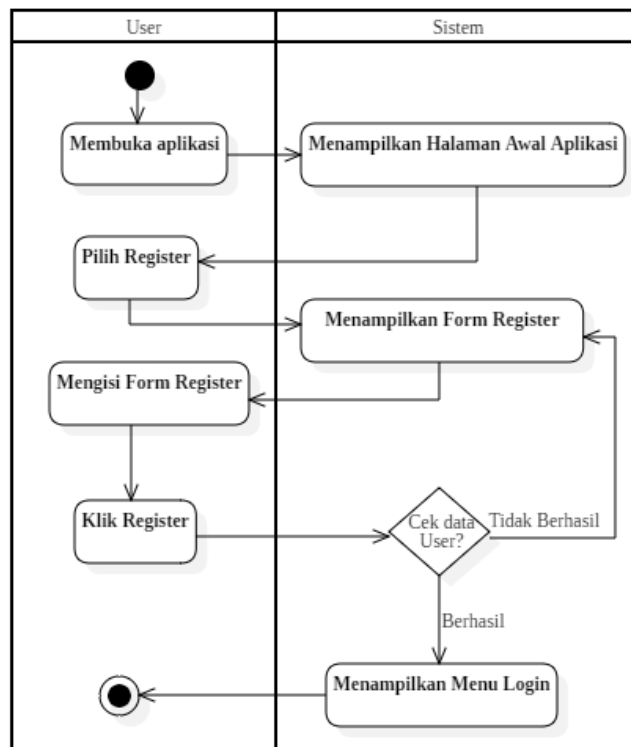 User
Sistem
Membuka aplikasi
Menampilkan Halaman Awal Aplikasi
Pilih Register
Menampilkan Form Register
Mengisi Form Register
Klik Register
Cek data
User?
Tidak Berhasil
Berhasil
Menampilkan Menu Login